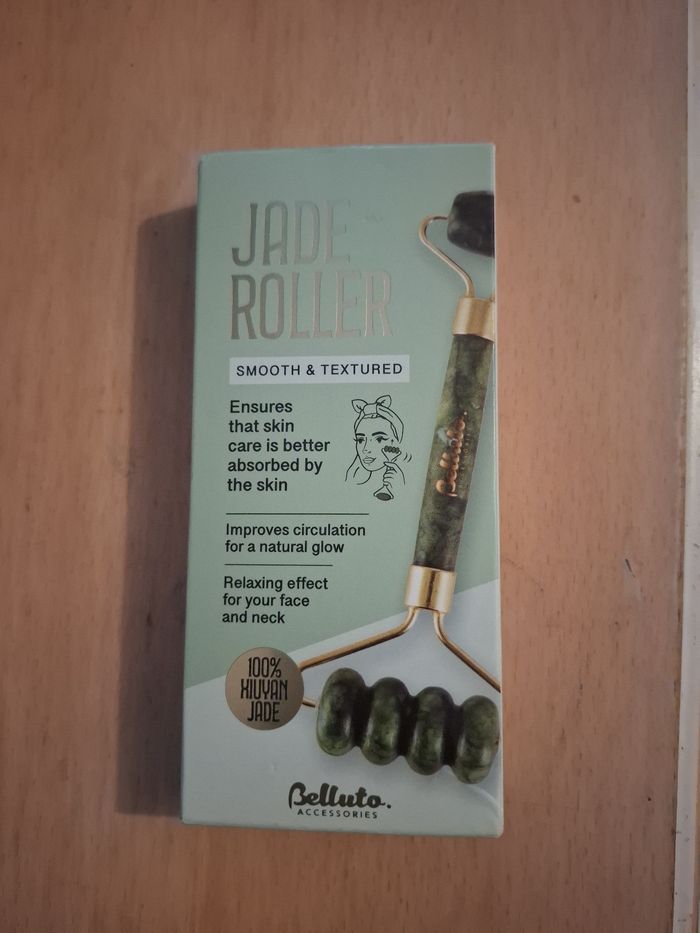 JADE
ROLLER
SMOOTH & TEXTURED
Ensures
that skin
care is better
absorbed by
the skin
Improves circulation
for a natural glow
Relaxing effect
for your face
and neck
100%
XIUYAN
JADE
Belluto.
Belluto.
ACCESSORIES